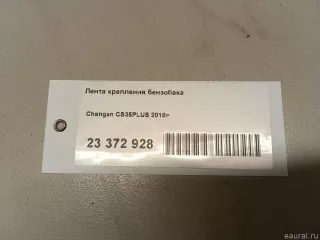 Лента крепления бензобака
Changan CS35PLUS 2018>
23 372 928
eaural.ru